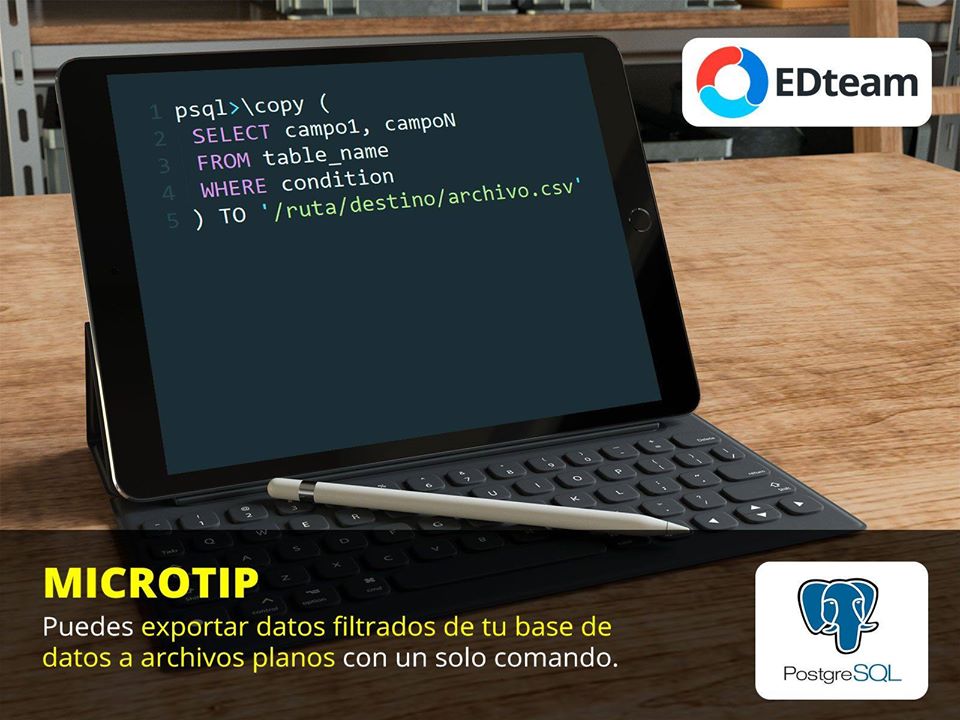 EDteam
1 psql>\copy (
2 SELECT campo1, campoN
3 FROM table_name
4 WHERE condition
5 ) TO '/ruta/destino/archivo.csv'
MICROTIP
Puedes exportar datos filtrados de tu base de
datos a archivos planos con un solo comando.
PostgreSQL